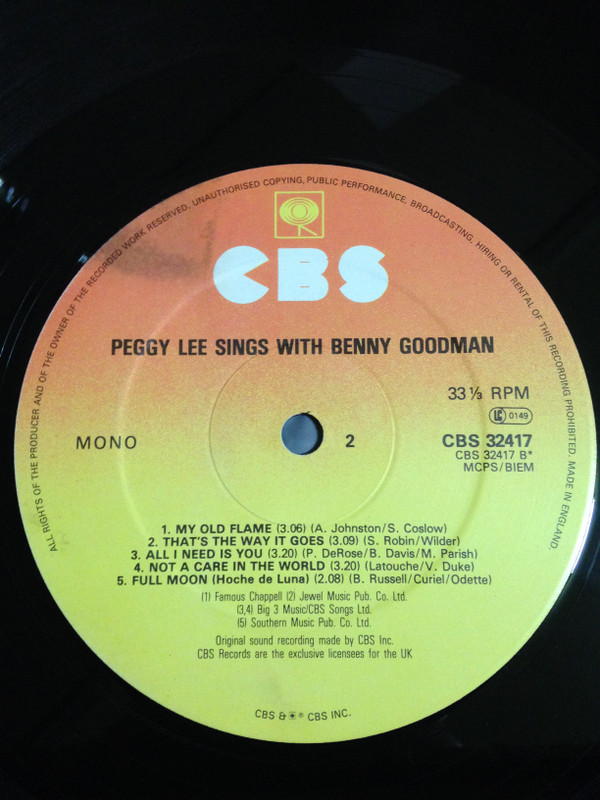 ALL RIGHTS OF THE PRODUCER AND OF THE OWNER OF THE RECORDED WORK RESERVED. UNAUTHORISED COPYING, PUBLIC PERFORMANCE, BROADCASTING, HIRING OR RENTAL OF THIS RECORDING PROHIBITED. MADE IN ENGLAND.
CBS
PEGGY LEE SINGS WITH BENNY GOODMAN
33 ⅓ RPM
LC 0149
MONO
2
CBS 32417
CBS 32417 B*
MCPS/BIEM
1. MY OLD FLAME (3.06) (A. Johnston/S. Coslow)
2. THAT'S THE WAY IT GOES (3.09) (S. Robin/Wilder)
3. ALL I NEED IS YOU (3.20) (P. DeRose/B. Davis/M. Parish)
4. NOT A CARE IN THE WORLD (3.20) (Latouche/V. Duke)
5. FULL MOON (Hoche de Luna) (2.08) (B. Russell/Curiel/Odette)
(1) Famous Chappell (2) Jewel Music Pub. Co. Ltd.
(3,4) Big 3 Music/CBS Songs Ltd.
(5) Southern Music Pub. Co. Ltd.
Original sound recording made by CBS Inc.
CBS Records are the exclusive licensees for the UK
CBS & ® CBS INC.